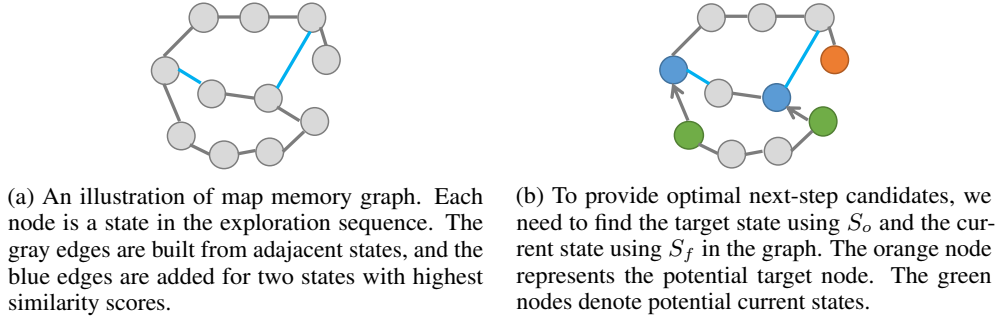 (a) An illustration of map memory graph. Each
node is a state in the exploration sequence. The
gray edges are built from adajacent states, and the
blue edges are added for two states with highest
similarity scores.
(b) To provide optimal next-step candidates, we
need to find the target state using S_o and the cur-
rent state using S_f in the graph. The orange node
represents the potential target node. The green
nodes denote potential current states.